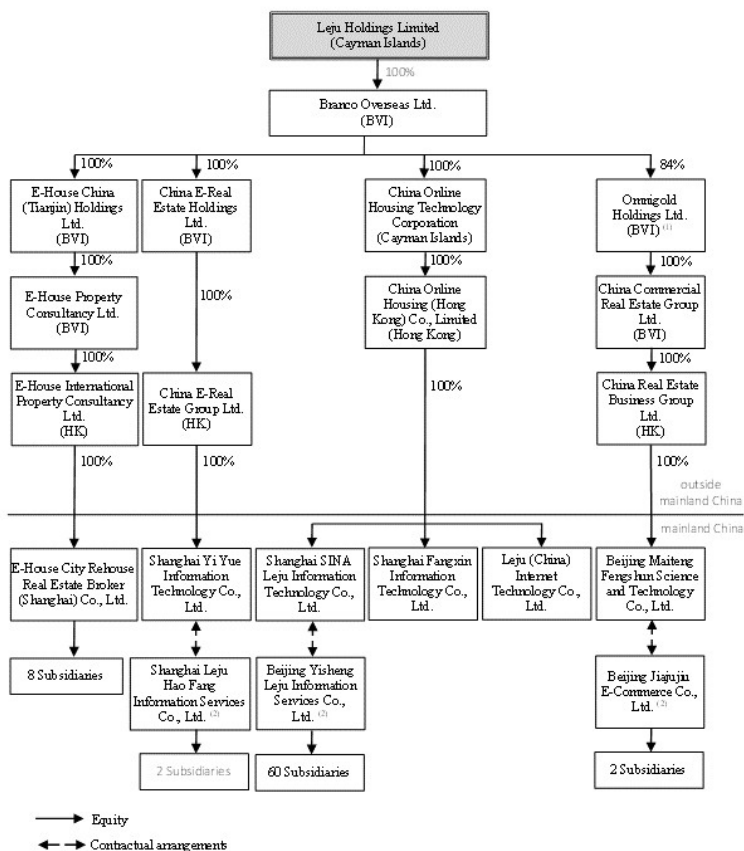 Leju Holdings Limited
(Cayman Islands)
100%
Branco Overseas Ltd.
(BVI)
100%
100%
100%
84%
E-House China
(Tianjin) Holdings
Ltd.
(BVI)
China E-Real
Estate Holdings
Ltd.
(BVI)
China Online
Housing Technology
Corporation
(Cayman Islands)
Omnigold
Holdings Ltd.
(BVI) (1)
100%
100%
100%
100%
E-House Property
Consultancy Ltd.
(BVI)
China Online
Housing (Hong
Kong) Co., Limited
(Hong Kong)
China Commercial
Real Estate Group
Ltd.
(BVI)
100%
100%
E-House International
Property Consultancy
Ltd.
(HK)
China E-Real
Estate Group Ltd.
(HK)
100%
China Real Estate
Business Group
Ltd.
(HK)
100%
100%
100%
outside
mainland China
mainland China
E-House City Rehouse
Real Estate Broker
(Shanghai) Co., Ltd.
Shanghai Yi Yue
Information
Technology Co.,
Ltd.
Shanghai SINA
Leju Information
Technology Co.,
Ltd.
Shanghai Fangxin
Information
Technology Co., Ltd.
Leju (China)
Internet
Technology Co.,
Ltd.
Beijing Maiteng
Fengshun Science
and Technology
Co., Ltd.
8 Subsidiaries
Shanghai Leju
Hao Fang
Information Services
Co., Ltd. (2)
Beijing Yisheng
Leju Information
Services Co.,
Ltd. (2)
Beijing Jiajujiu
E-Commerce Co.,
Ltd. (2)
2 Subsidiaries
60 Subsidiaries
2 Subsidiaries
Equity
Contractual arrangements